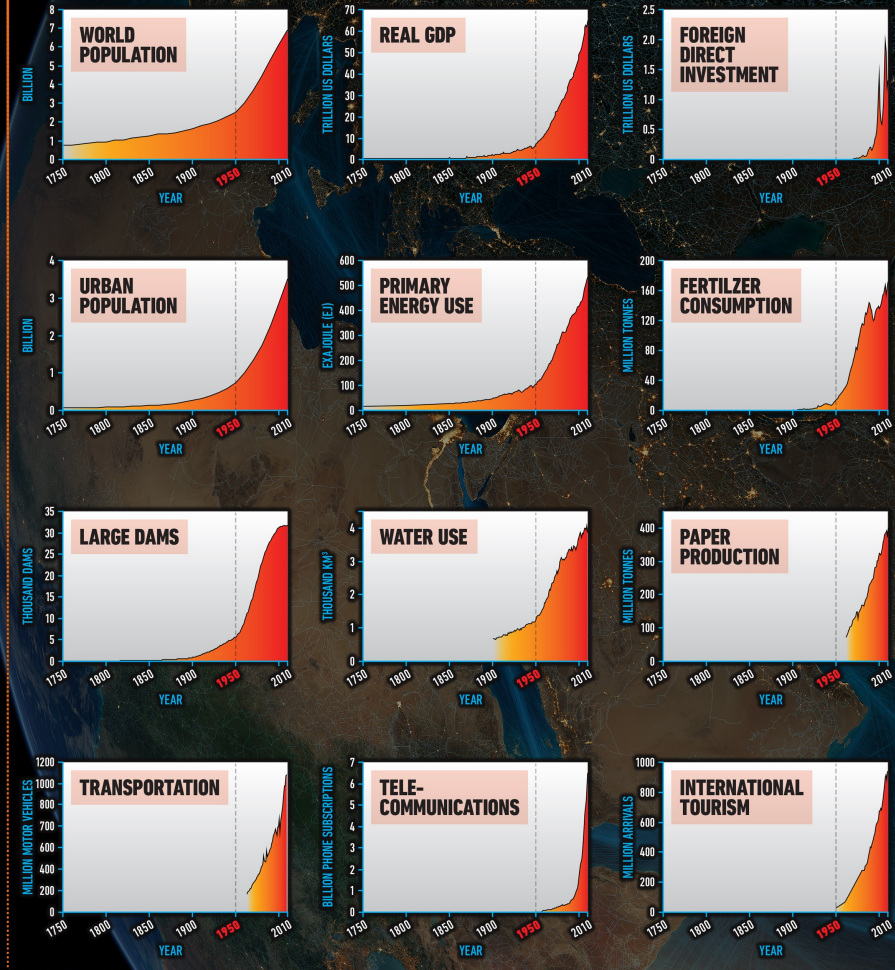 WORLD
POPULATION
BILLION
8
7
6
5
4
3
2
1
0
1750 1800 1850 1900 1950 2010
YEAR
REAL GDP
TRILLION US DOLLARS
70
60
50
40
30
20
10
0
1750 1800 1850 1900 1950 2010
YEAR
FOREIGN
DIRECT
INVESTMENT
TRILLION US DOLLARS
2.5
2.0
1.5
1.0
0.5
0
1750 1800 1850 1900 1950 2010
YEAR
URBAN
POPULATION
BILLION
4
3
2
1
0
1750 1800 1850 1900 1950 2010
YEAR
PRIMARY
ENERGY USE
EXAJOULE (EJ)
600
500
400
300
200
100
0
1750 1800 1850 1900 1950 2010
YEAR
FERTILZER
CONSUMPTION
MILLION TONNES
200
160
120
80
40
0
1750 1800 1850 1900 1950 2010
YEAR
LARGE DAMS
THOUSAND DAMS
35
30
25
20
15
10
5
0
1750 1800 1850 1900 1950 2010
YEAR
WATER USE
THOUSAND KM³
4
3
2
1
0
1750 1800 1850 1900 1950 2010
YEAR
PAPER
PRODUCTION
MILLION TONNES
400
300
200
100
0
1750 1800 1850 1900 1950 2010
YEAR
TRANSPORTATION
MILLION MOTOR VEHICLES
1200
1000
800
700
600
400
200
0
1750 1800 1850 1900 1950 2010
YEAR
TELE-
COMMUNICATIONS
BILLION PHONE SUBSCRIPTIONS
7
6
5
4
3
2
1
0
1750 1800 1850 1900 1950 2010
YEAR
INTERNATIONAL
TOURISM
MILLION ARRIVALS
1000
800
600
400
200
0
1750 1800 1850 1900 1950 2010
YEAR